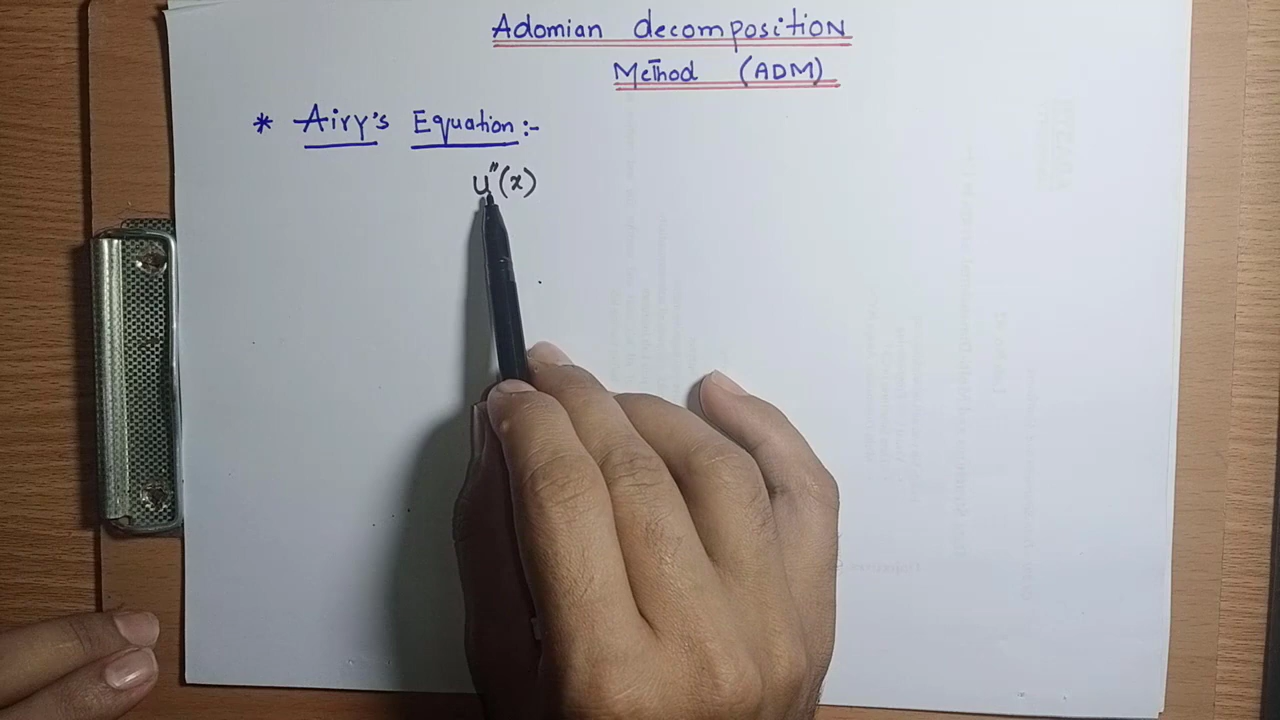 Adomian decomposition
Method (ADM)
* Airy's Equation :-
u"(x)